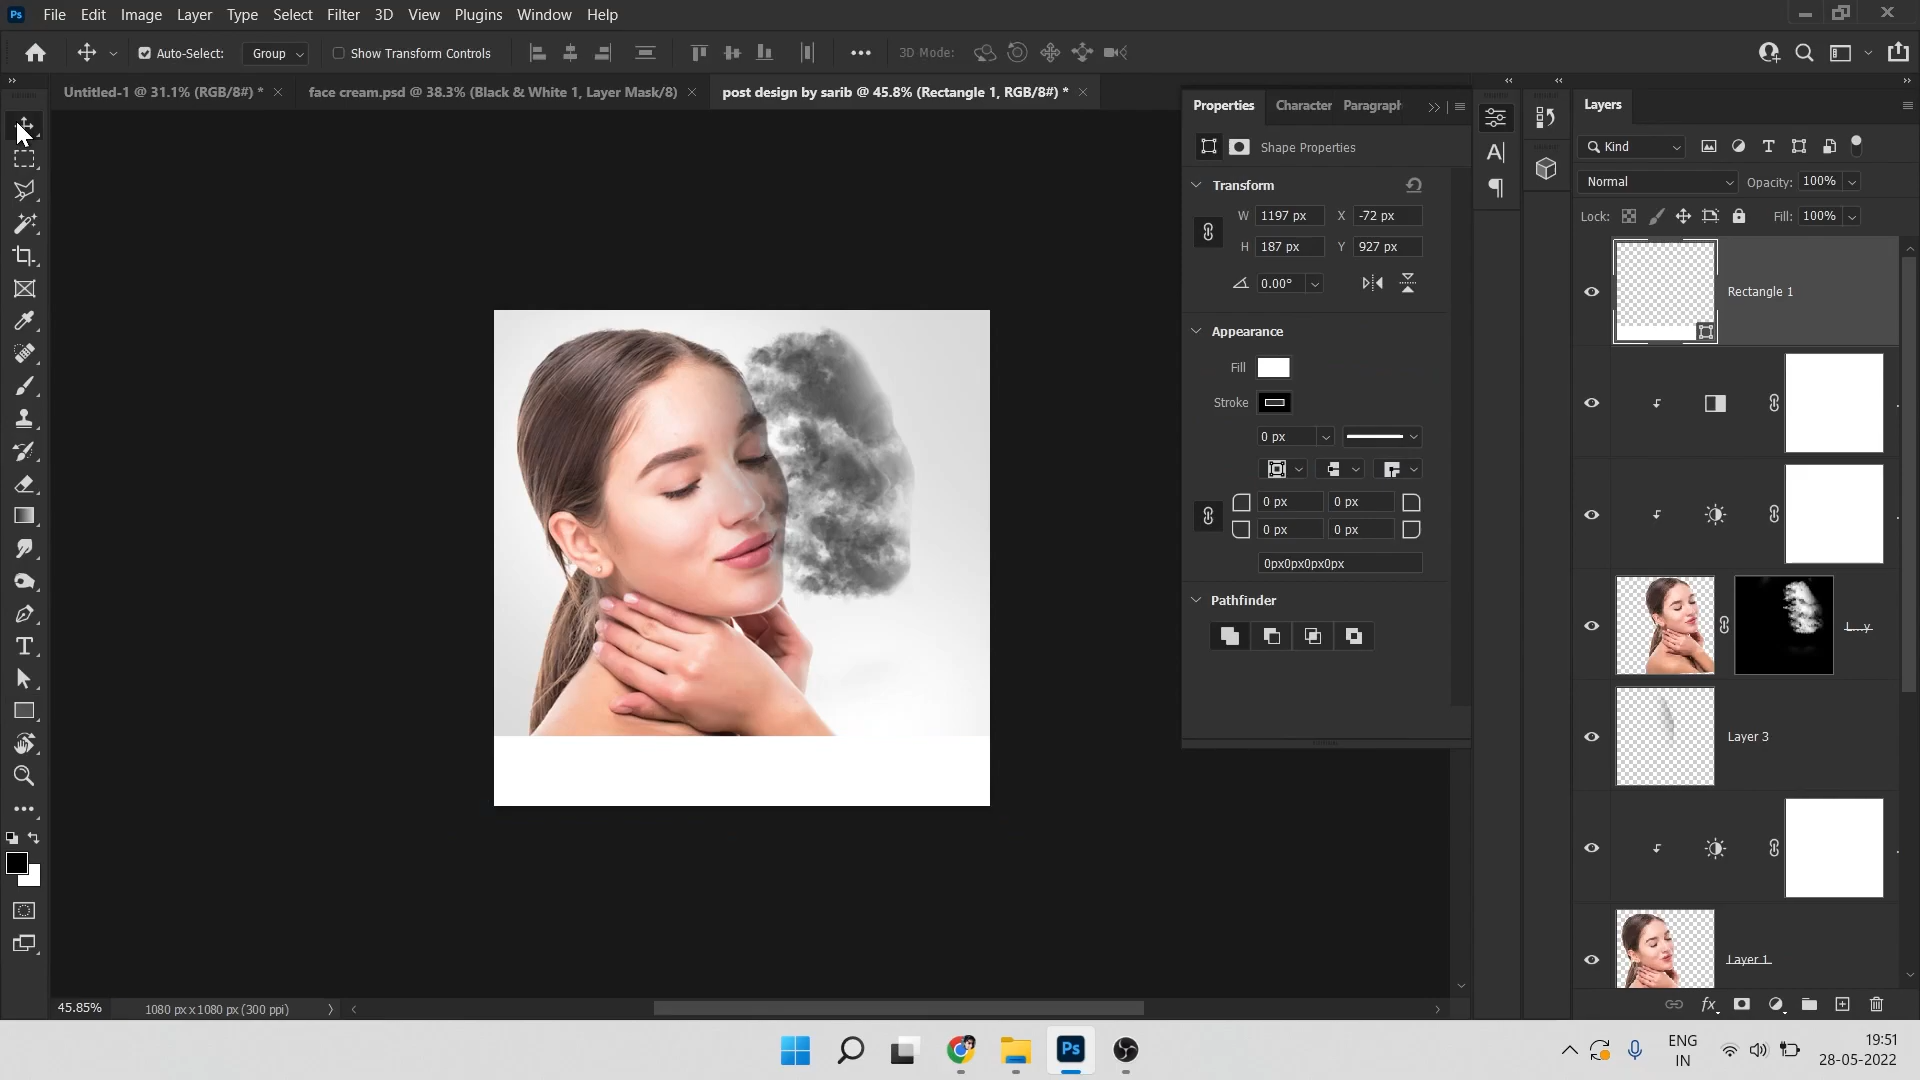 Ps File Edit Image Layer Type Select Filter 3D View Plugins Window Help
Auto-Select: Group Show Transform Controls 3D Mode:
Untitled-1 @ 31.1% (RGB/8#) * face cream.psd @ 38.3% (Black & White 1, Layer Mask/8) post design by sarib @ 45.8% (Rectangle 1, RGB/8#) *
Properties Character Paragraph
Shape Properties
Transform
W 1197 px X -72 px
H 187 px Y 927 px
0.00°
Appearance
Fill
Stroke
0 px
0 px 0 px
0 px 0 px
0px0px0px0px
Pathfinder
Layers
Kind
Normal Opacity: 100%
Lock: Fill: 100%
Rectangle 1
L...y
Layer 3
Layer 1
45.85% 1080 px x 1080 px (300 ppi)
Ps
ENG
IN
19:51
28-05-2022